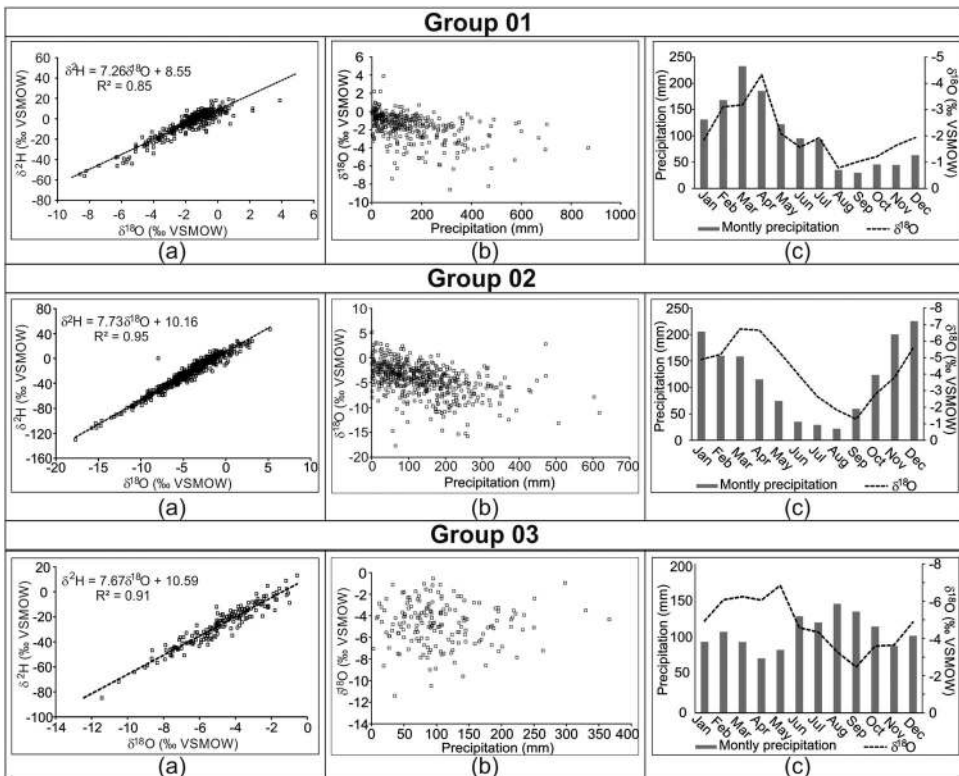 Group 01
δ²H = 7.26δ¹⁸O + 8.55
R² = 0.85
60
40
20
0
-20
-40
-60
-80
δ²H (‰ VSMOW)
-10 -8 -6 -4 -2 0 2 4 6
δ¹⁸O (‰ VSMOW)
(a)
6
4
2
0
-2
-4
-6
-8
-10
δ¹⁸O (‰ VSMOW)
0 200 400 600 800 1000
Precipitation (mm)
(b)
250
200
150
100
50
0
Precipitation (mm)
-5
-4
-3
-2
-1
0
δ¹⁸O (‰ VSMOW)
Jan Feb Mar Apr May Jun Jul Aug Sep Oct Nov Dec
Montly precipitation δ¹⁸O
(c)
Group 02
δ²H = 7.73δ¹⁸O + 10.16
R² = 0.95
80
40
0
-40
-80
-120
-160
δ²H (‰ VSMOW)
-20 -15 -10 -5 0 5 10
δ¹⁸O (‰ VSMOW)
(a)
10
5
0
-5
-10
-15
-20
δ¹⁸O (‰ VSMOW)
0 100 200 300 400 500 600 700
Precipitation (mm)
(b)
250
200
150
100
50
0
Precipitation (mm)
-8
-7
-6
-5
-4
-3
-2
-1
0
δ¹⁸O (‰ VSMOW)
Jan Feb Mar Apr May Jun Jul Aug Sep Oct Nov Dec
Montly precipitation δ¹⁸O
(c)
Group 03
δ²H = 7.67δ¹⁸O + 10.59
R² = 0.91
20
0
-20
-40
-60
-80
-100
δ²H (‰ VSMOW)
-14 -12 -10 -8 -6 -4 -2 0
δ¹⁸O (‰ VSMOW)
(a)
0
-2
-4
-6
-8
-10
-12
-14
δ¹⁸O (‰ VSMOW)
0 50 100 150 200 250 300 350 400
Precipitation (mm)
(b)
200
150
100
50
0
Precipitation (mm)
-8
-7
-6
-5
-4
-3
-2
-1
0
δ¹⁸O (‰ VSMOW)
Jan Feb Mar Apr May Jun Jul Aug Sep Oct Nov Dec
Montly precipitation δ¹⁸O
(c)